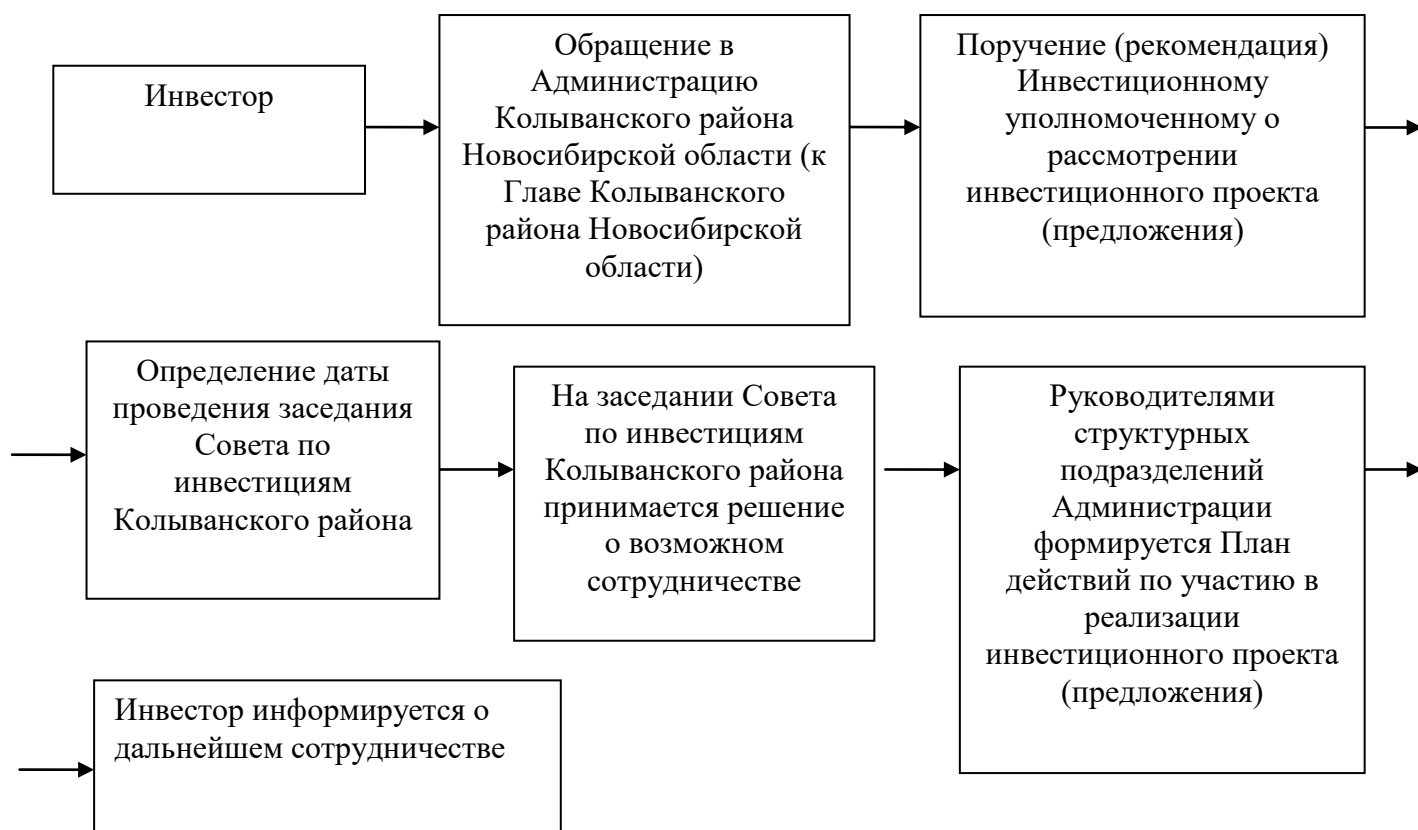 Инвестор
Обращение в
Администрацию
Колыванского района
Новосибирской области (к
Главе Колыванского
района Новосибирской
области)
Поручение (рекомендация)
Инвестиционному
уполномоченному о
рассмотрении
инвестиционного проекта
(предложения)
Определение даты
проведения заседания
Совета по
инвестициям
Колыванского района
На заседании Совета
по инвестициям
Колыванского района
принимается решение
о возможном
сотрудничестве
Руководителями
структурных
подразделений
Администрации
формируется План
действий по участию в
реализации
инвестиционного проекта
(предложения)
Инвестор информируется о
дальнейшем сотрудничестве